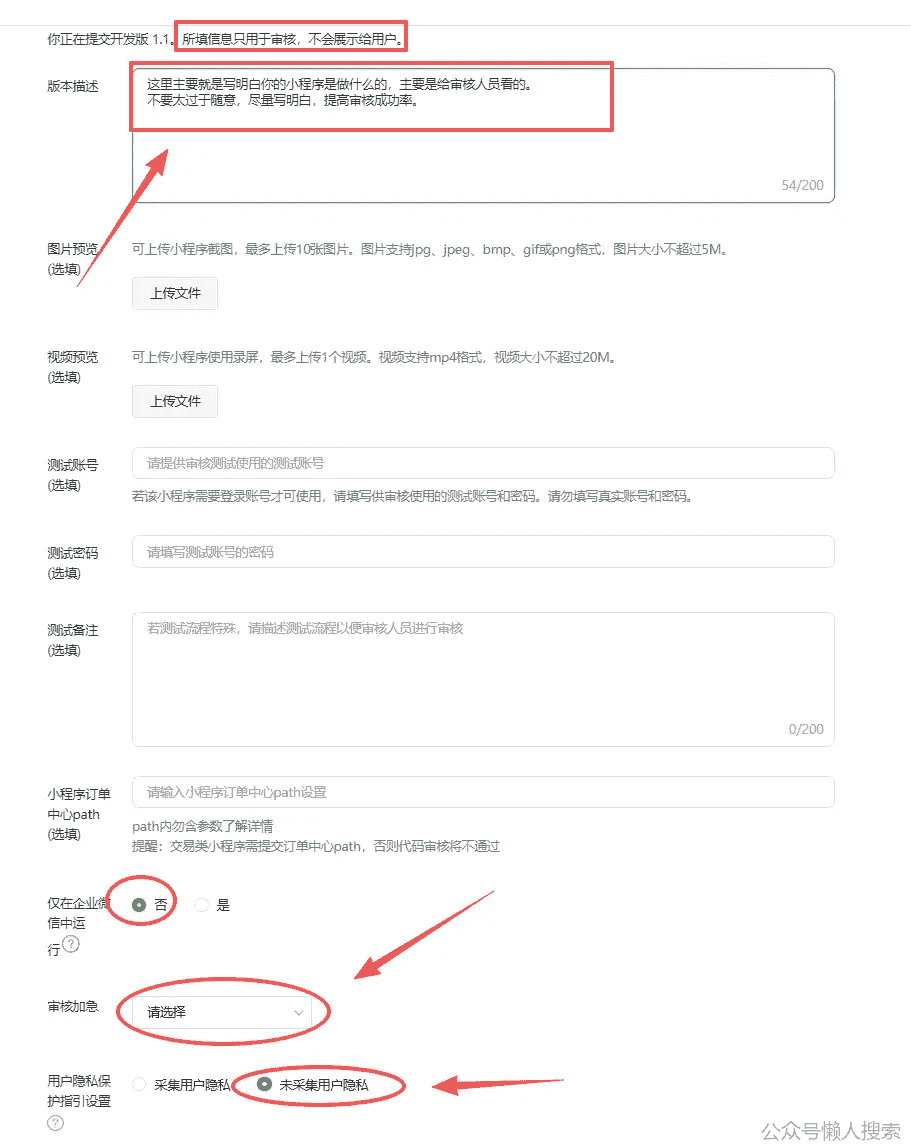 你正在提交开发版 1.1。所填信息只用于审核，不会展示给用户。
版本描述
这里主要就是写明白你的小程序是做什么的，主要是给审核人员看的。
不要太过于随意，尽量写明白，提高审核成功率。
54/200
图片预览
(选填)
可上传小程序截图，最多上传10张图片。图片支持jpg、jpeg、bmp、gif或png格式，图片大小不超过5M。
上传文件
视频预览
(选填)
可上传小程序使用录屏，最多上传1个视频。视频支持mp4格式，视频大小不超过20M。
上传文件
测试账号
(选填)
请提供审核测试使用的测试账号
若该小程序需要登录账号才可使用，请填写供审核使用的测试账号和密码。请勿填写真实账号和密码。
测试密码
(选填)
请填写测试账号的密码
测试备注
(选填)
若测试流程特殊，请描述测试流程以便审核人员进行审核
0/200
小程序订单
中心path
(选填)
请输入小程序订单中心path设置
path内勿含参数了解详情
提醒：交易类小程序需提交订单中心path，否则代码审核将不通过
仅在企业微
信中运
行?
否 是
审核加急
请选择
用户隐私保
护指引设置
?
采集用户隐私 未采集用户隐私
公众号懒人搜索